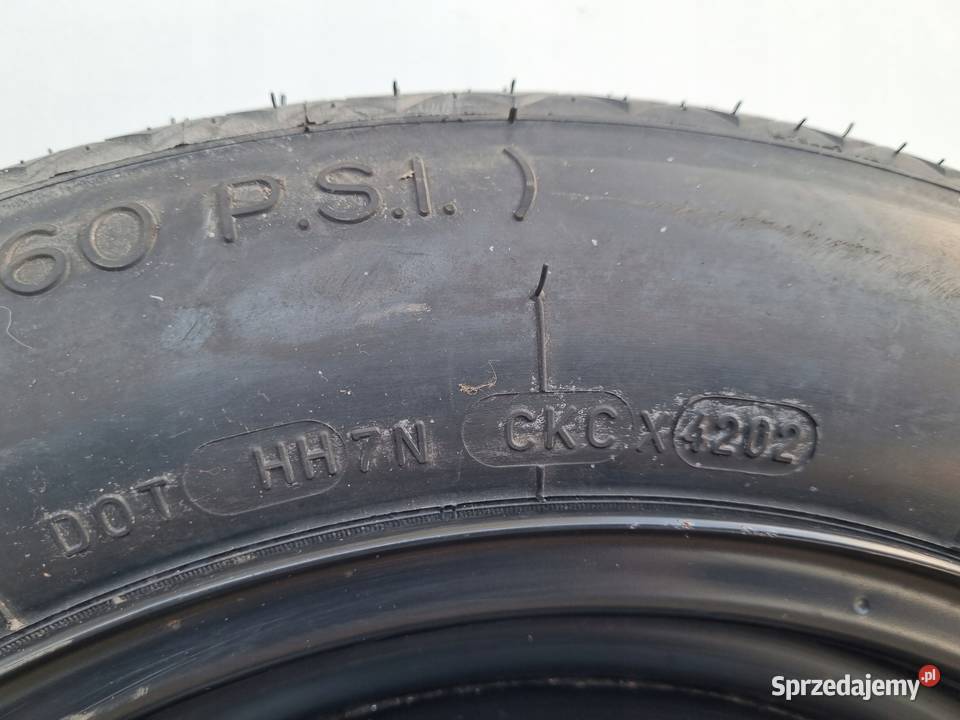 60 P.S.I. )
DOT HH7N CKC X 4202
Sprzedajemy.pl